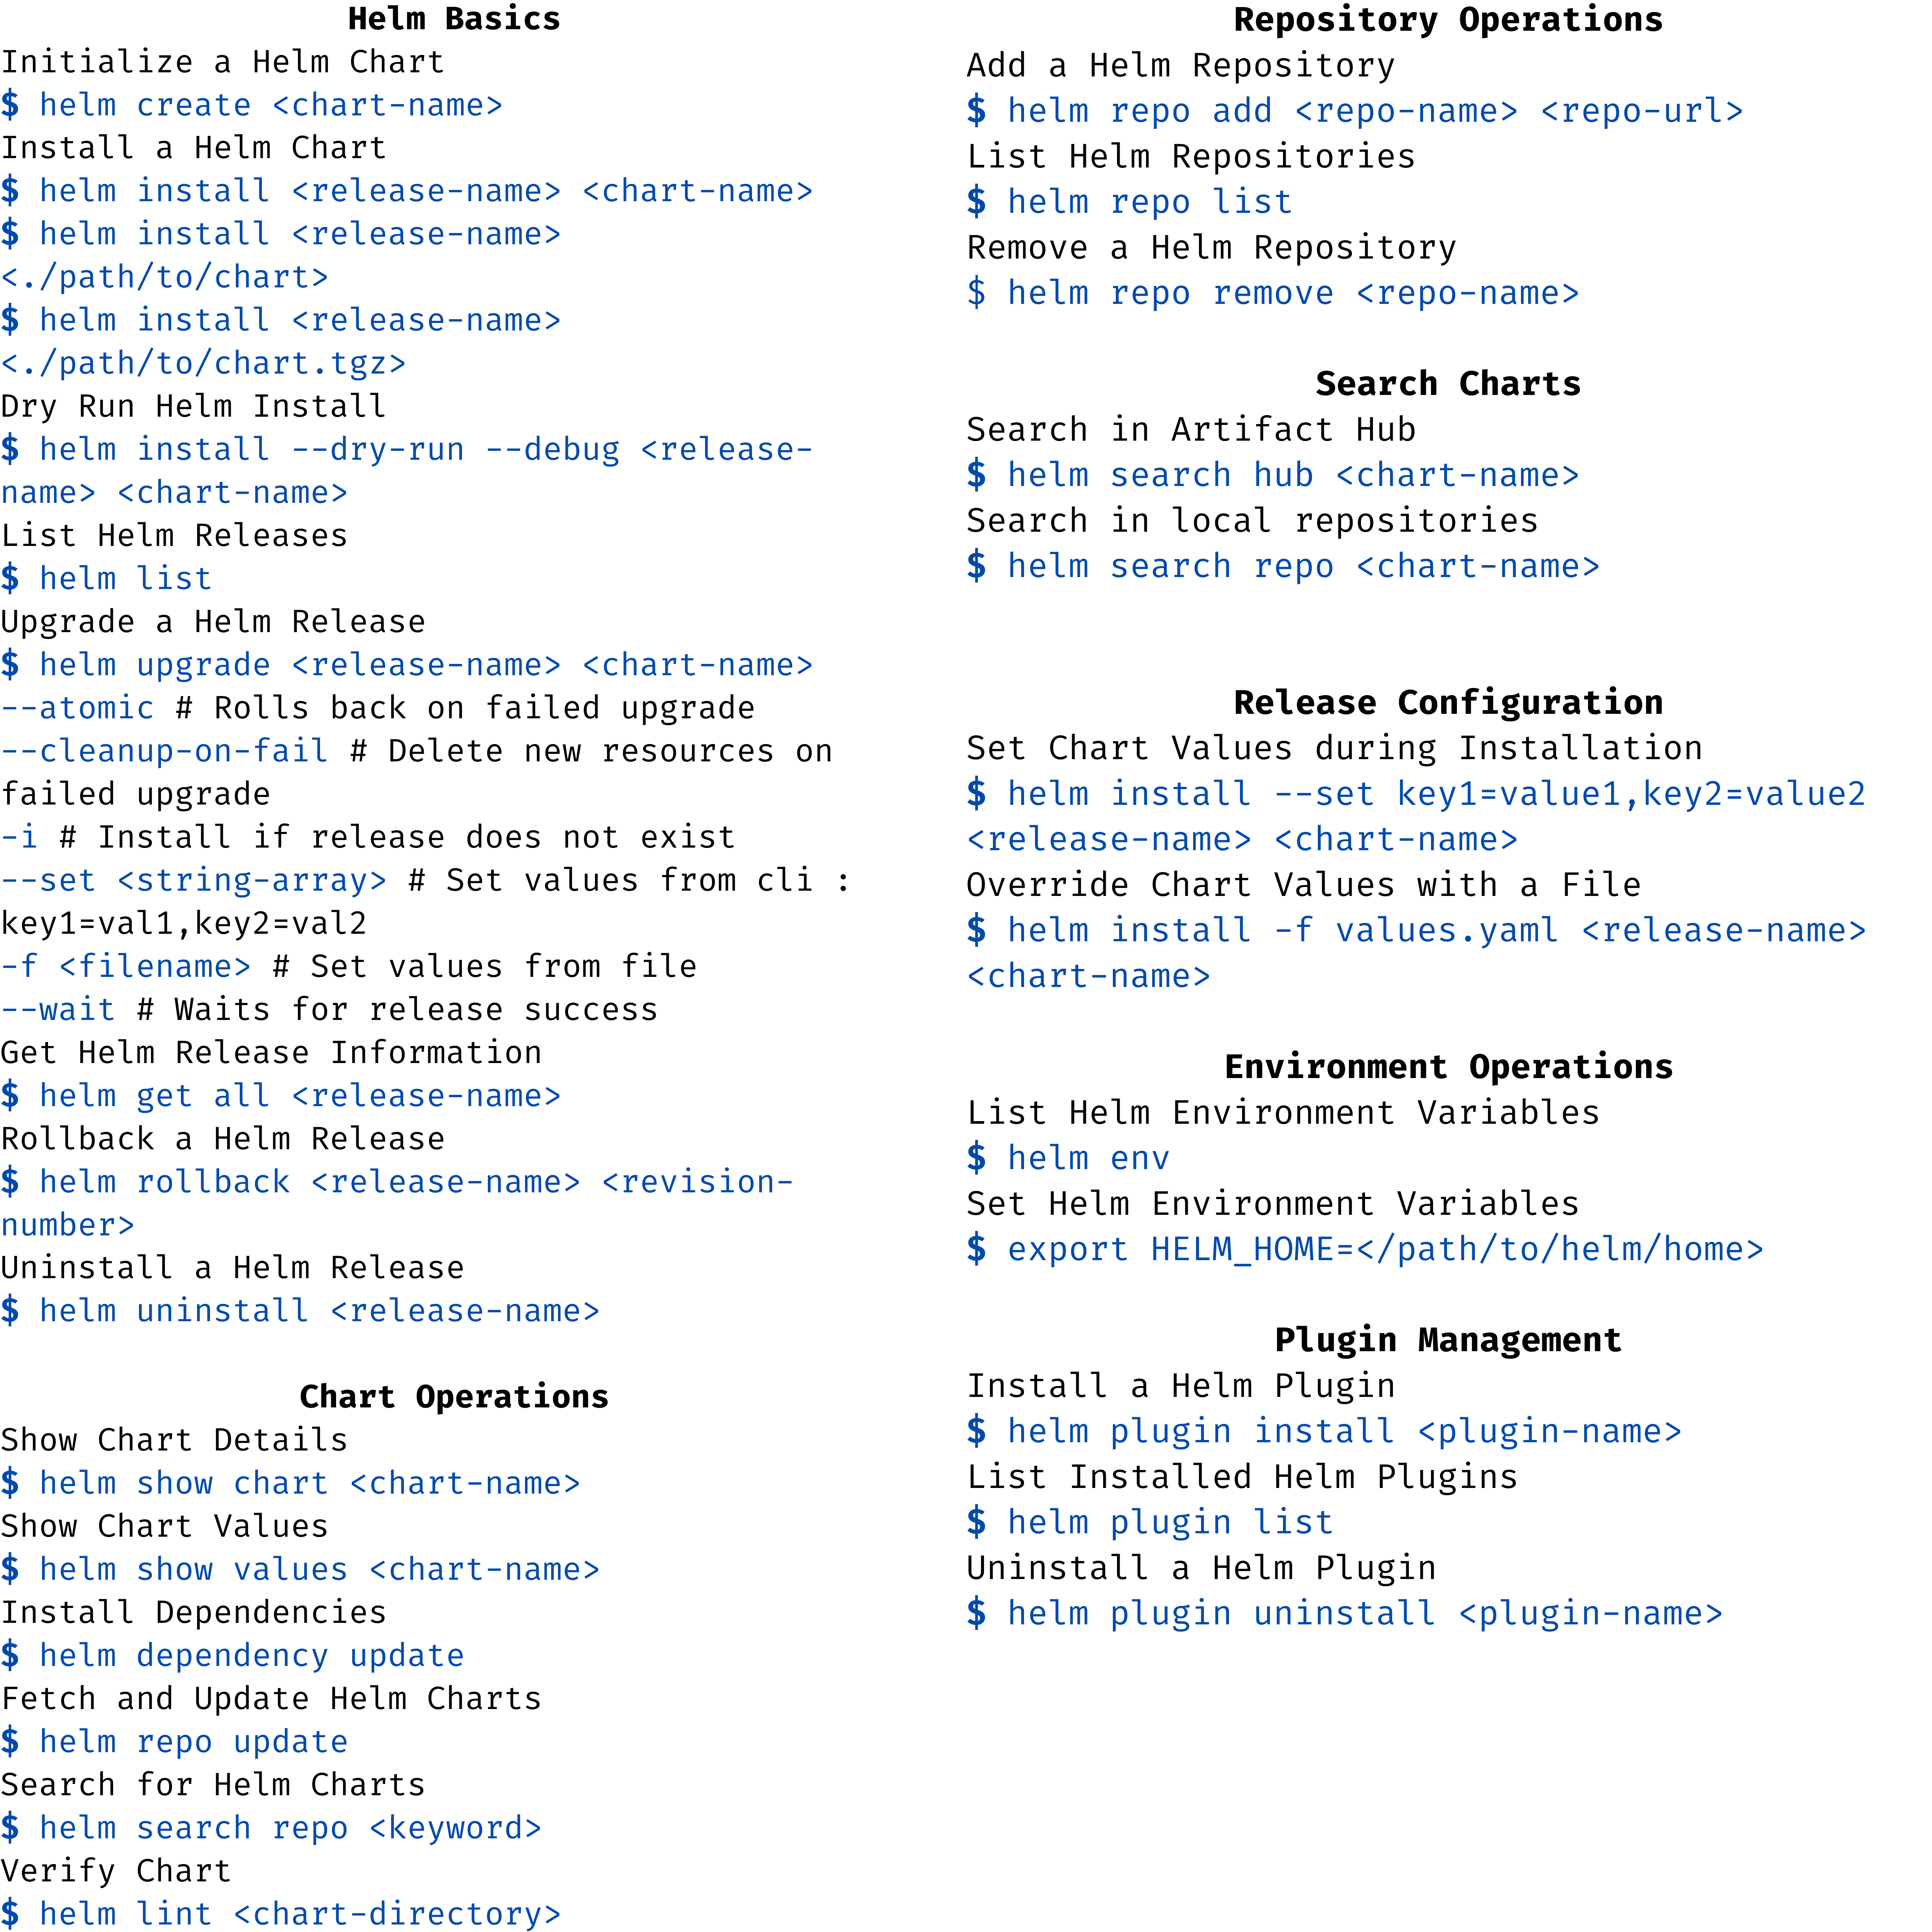 Helm Basics
Initialize a Helm Chart
$ helm create <chart-name>
Install a Helm Chart
$ helm install <release-name> <chart-name>
$ helm install <release-name>
<./path/to/chart>
$ helm install <release-name>
<./path/to/chart.tgz>
Dry Run Helm Install
$ helm install --dry-run --debug <release-
name> <chart-name>
List Helm Releases
$ helm list
Upgrade a Helm Release
$ helm upgrade <release-name> <chart-name>
--atomic # Rolls back on failed upgrade
--cleanup-on-fail # Delete new resources on
failed upgrade
-i # Install if release does not exist
--set <string-array> # Set values from cli :
key1=val1,key2=val2
-f <filename> # Set values from file
--wait # Waits for release success
Get Helm Release Information
$ helm get all <release-name>
Rollback a Helm Release
$ helm rollback <release-name> <revision-
number>
Uninstall a Helm Release
$ helm uninstall <release-name>
Chart Operations
Show Chart Details
$ helm show chart <chart-name>
Show Chart Values
$ helm show values <chart-name>
Install Dependencies
$ helm dependency update
Fetch and Update Helm Charts
$ helm repo update
Search for Helm Charts
$ helm search repo <keyword>
Verify Chart
$ helm lint <chart-directory>
Repository Operations
Add a Helm Repository
$ helm repo add <repo-name> <repo-url>
List Helm Repositories
$ helm repo list
Remove a Helm Repository
$ helm repo remove <repo-name>
Search Charts
Search in Artifact Hub
$ helm search hub <chart-name>
Search in local repositories
$ helm search repo <chart-name>
Release Configuration
Set Chart Values during Installation
$ helm install --set key1=value1,key2=value2
<release-name> <chart-name>
Override Chart Values with a File
$ helm install -f values.yaml <release-name>
<chart-name>
Environment Operations
List Helm Environment Variables
$ helm env
Set Helm Environment Variables
$ export HELM_HOME=</path/to/helm/home>
Plugin Management
Install a Helm Plugin
$ helm plugin install <plugin-name>
List Installed Helm Plugins
$ helm plugin list
Uninstall a Helm Plugin
$ helm plugin uninstall <plugin-name>